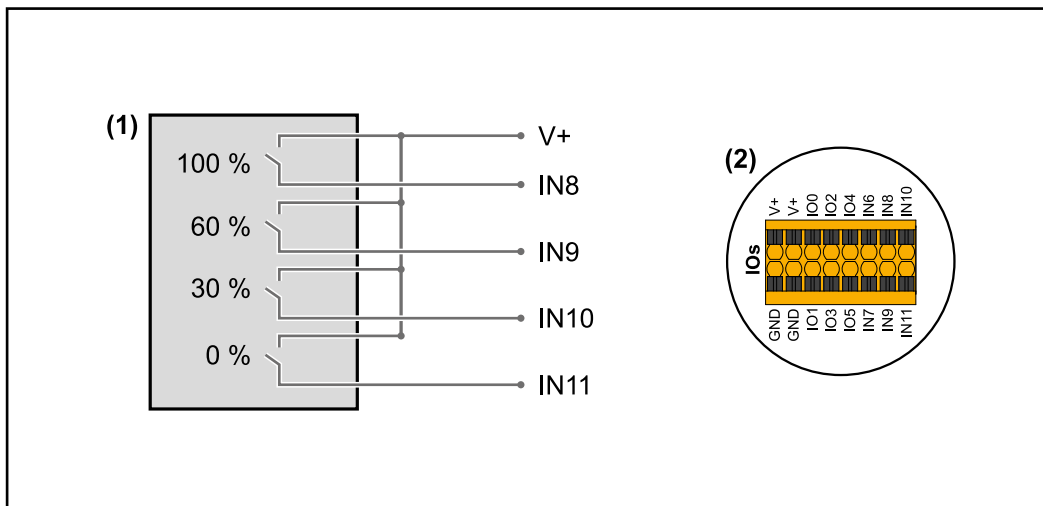 (1)
V+
100 %
IN8
60 %
IN9
30 %
IN10
0 %
IN11
(2)
V+ V+ IO0 IO2 IO4 IN6 IN8 IN10
IOs
GND GND IO1 IO3 IO5 IN7 IN9 IN11